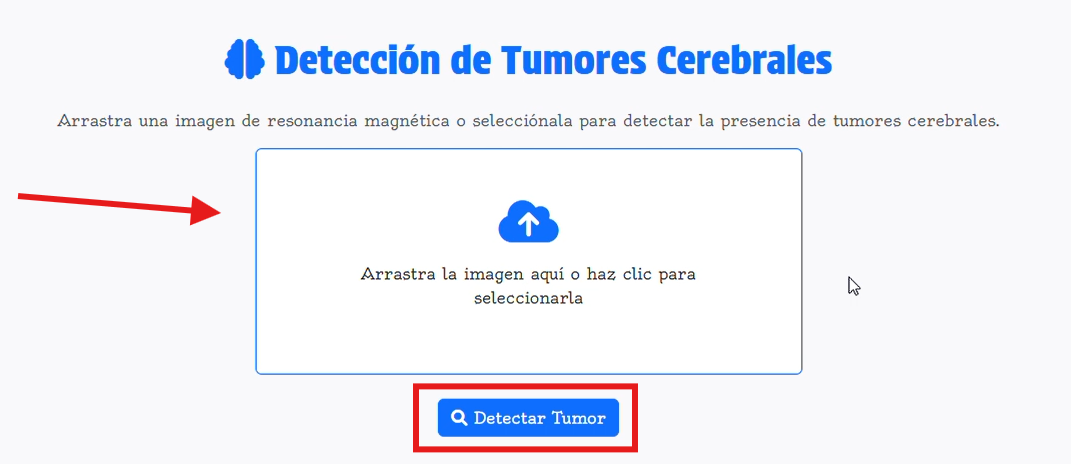 Detección de Tumores Cerebrales
Arrastra una imagen de resonancia magnética o selecciónala para detectar la presencia de tumores cerebrales.
Arrastra la imagen aquí o haz clic para
seleccionarla
Detectar Tumor